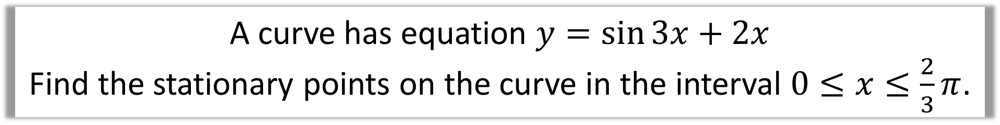 A curve has equation y = sin 3x + 2x
Find the stationary points on the curve in the interval 0 ≤ x ≤ 2/3 π.